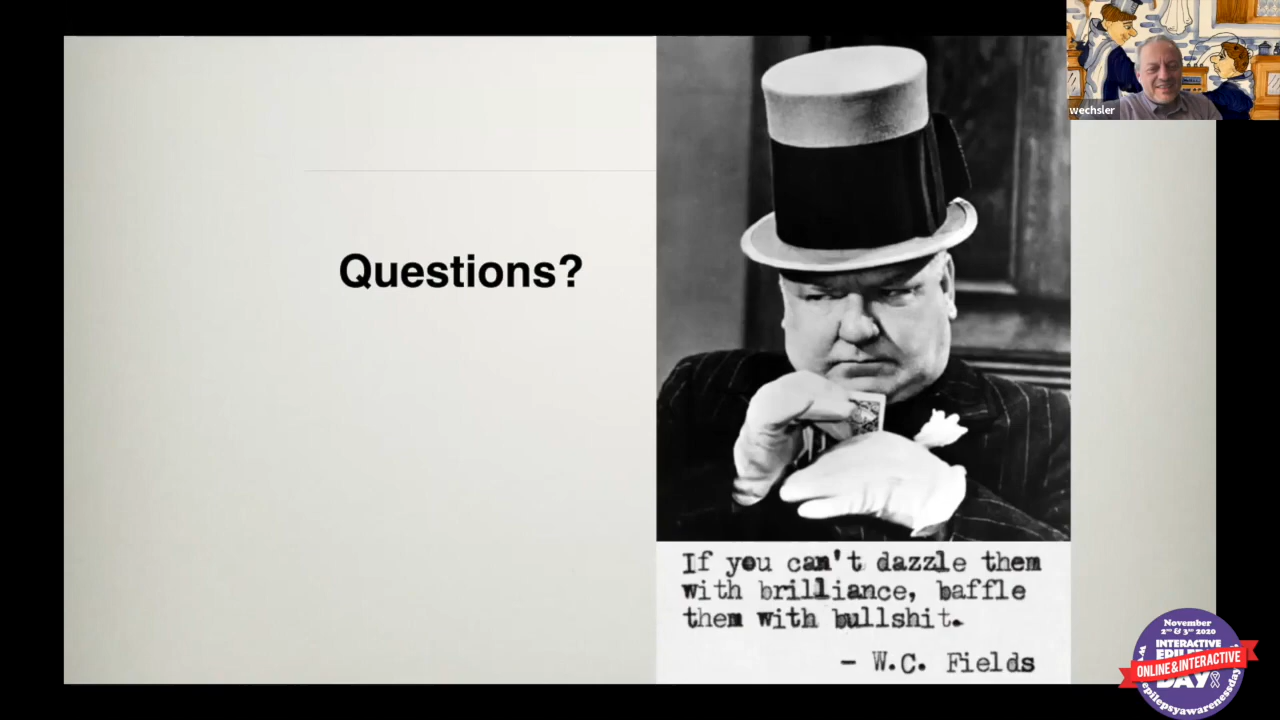 wechsler
Questions?
If you can't dazzle them
with brilliance, baffle
them with bullshit.
- W.C. Fields
November
2ND & 3RD 2020
INTERACTIVE
ONLINE & INTERACTIVE
DAY
epilepsyawarenessday